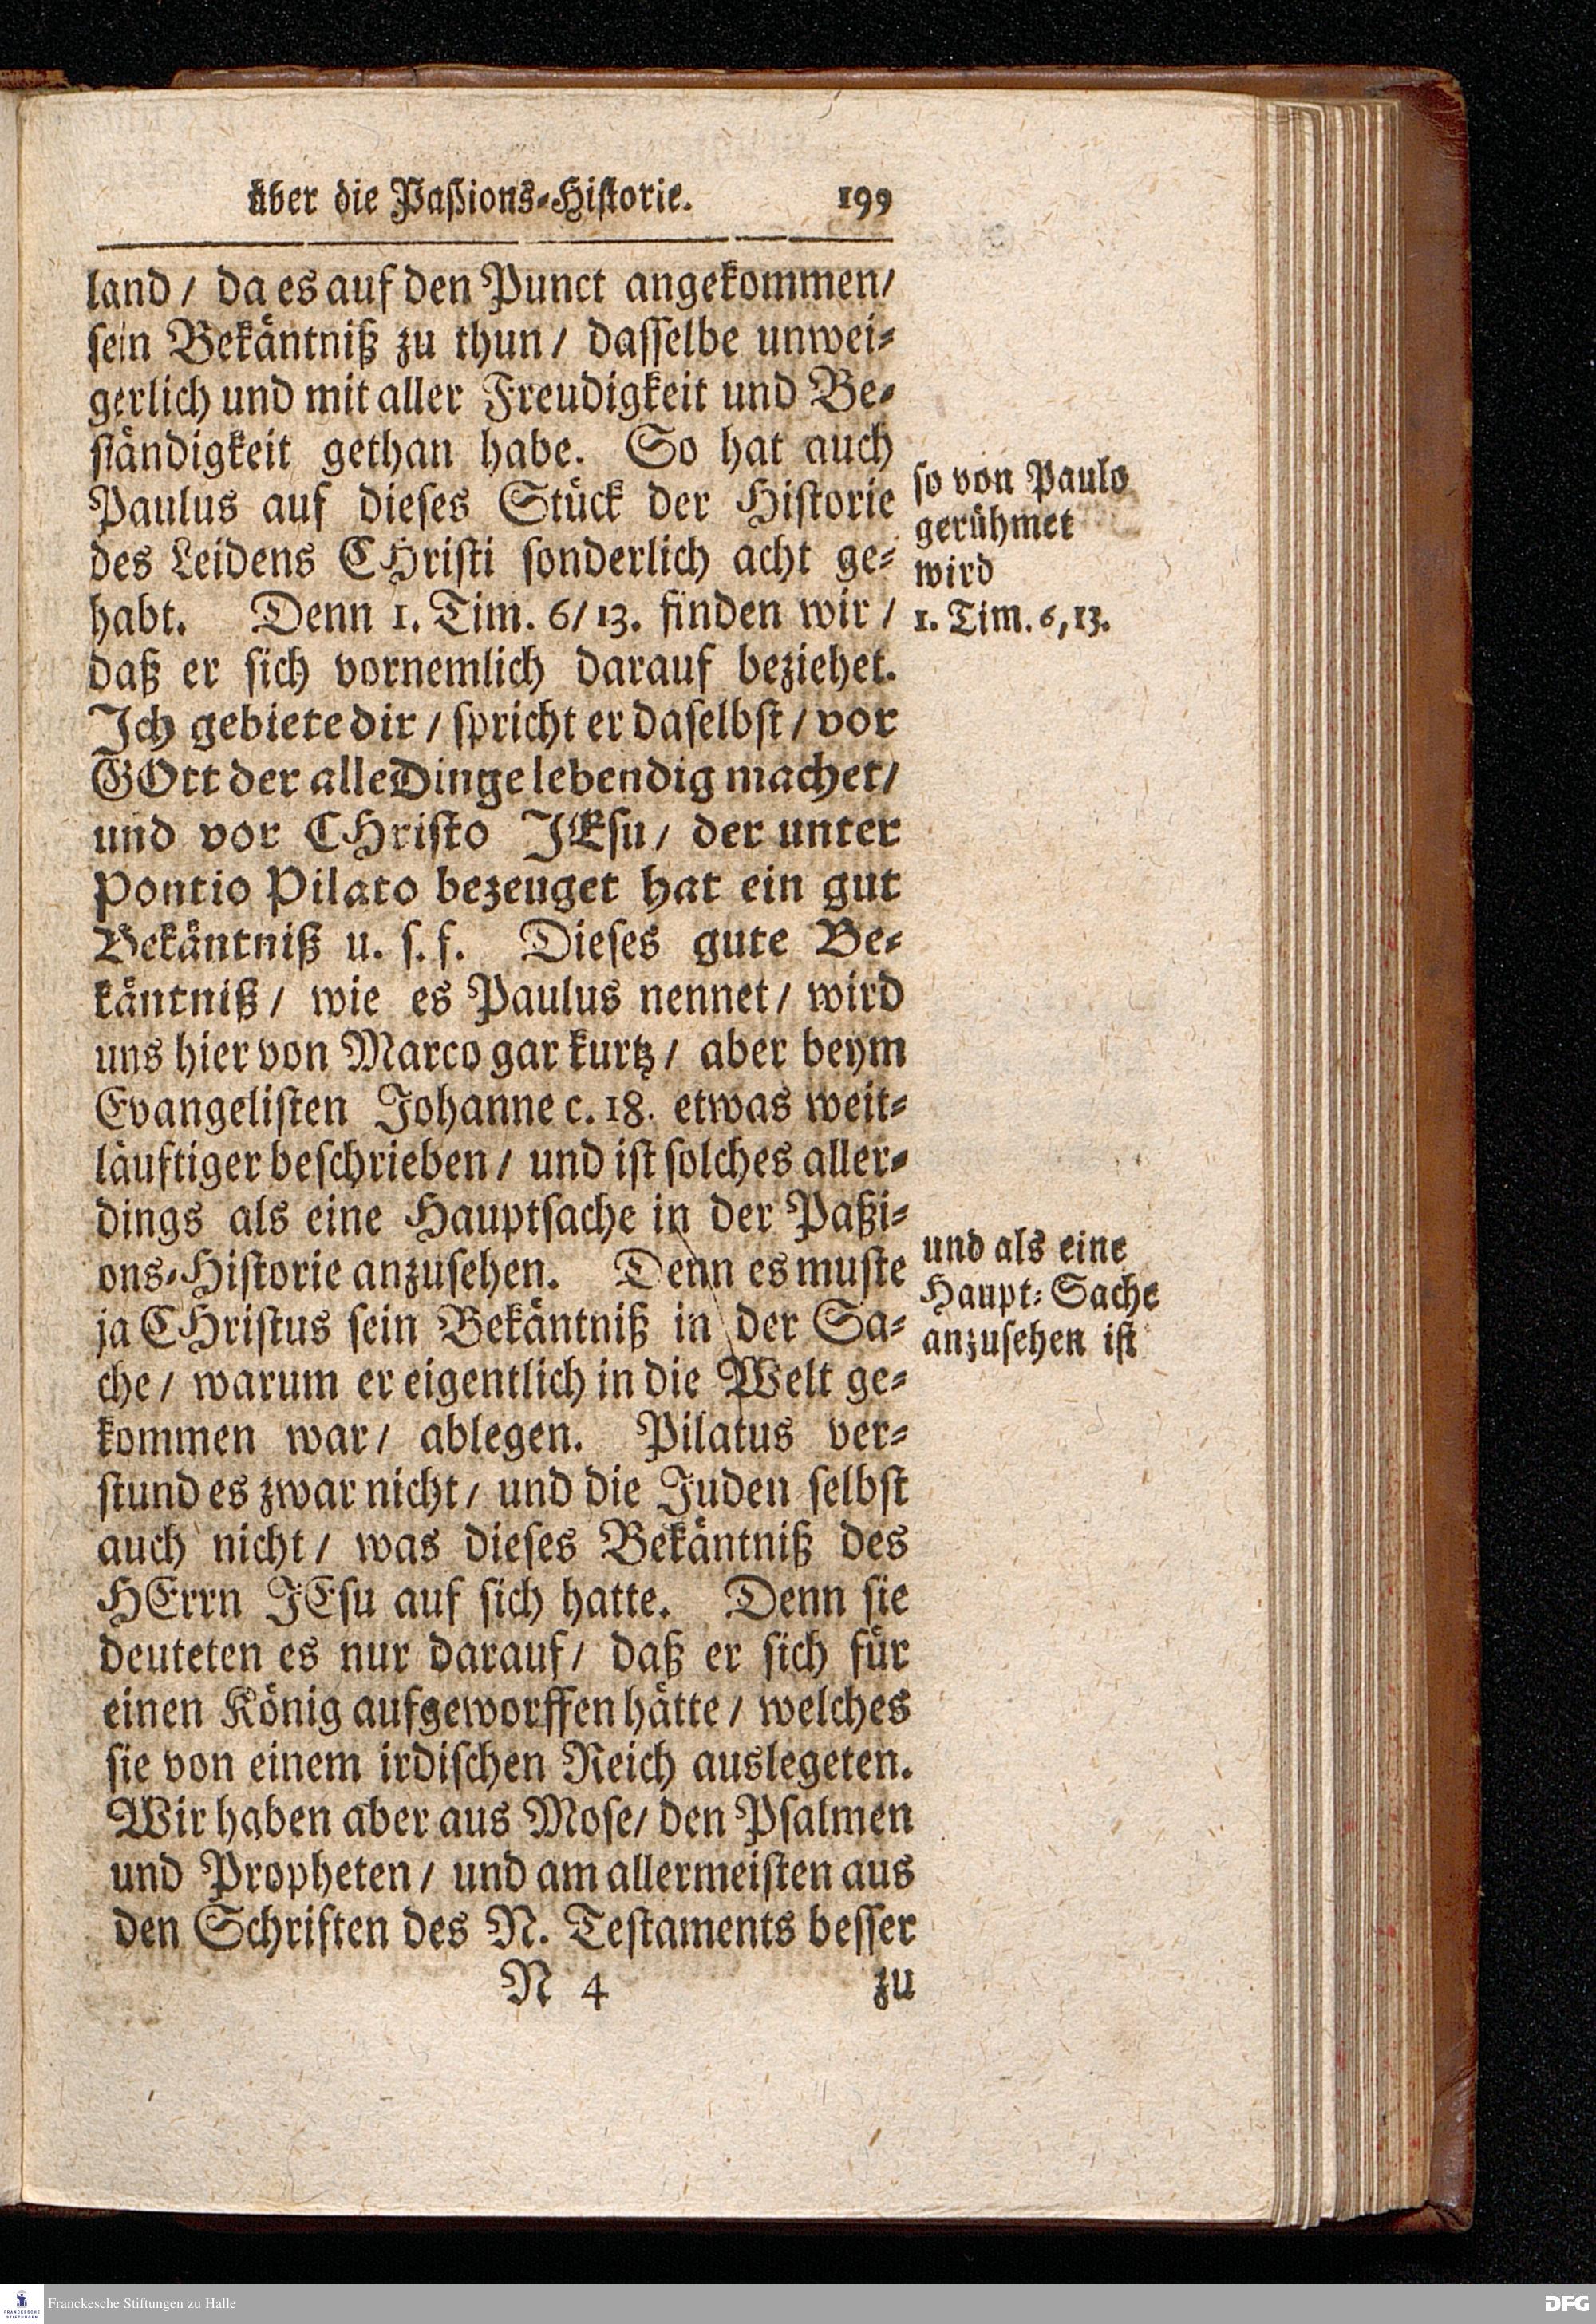 über die Paßions-Historie. 199
land / da es auf den Punct angekommen/
sein Bekäntniß zu thun / dasselbe unwei-
gerlich und mit aller Freudigkeit und Be-
ständigkeit gethan habe. So hat auch
Paulus auf dieses Stück der Historie
des Leidens CHristi sonderlich acht ge-
habt. Denn 1. Tim. 6/13. finden wir /
daß er sich vornemlich darauf beziehet.
Ich gebiete dir / spricht er daselbst / vor
GOtt der alle Dinge lebendig machet/
und vor CHristo JEsu / der unter
Pontio Pilato bezeuget hat ein gut
Bekäntniß u. s. f. Dieses gute Be-
käntniß / wie es Paulus nennet / wird
uns hier von Marco gar kurtz / aber beym
Evangelisten Johanne c. 18. etwas weit-
läuftiger beschrieben / und ist solches aller-
dings als eine Hauptsache in der Paßi-
ons-Historie anzusehen. Denn es muste
ja CHristus sein Bekäntniß in der Sa-
che / warum er eigentlich in die Welt ge-
kommen war / ablegen. Pilatus ver-
stund es zwar nicht / und die Juden selbst
auch nicht / was dieses Bekäntniß des
HErrn JEsu auf sich hatte. Denn sie
deuteten es nur darauf / daß er sich für
einen König aufgeworffen hätte / welches
sie von einem irdischen Reich auslegeten.
Wir haben aber aus Mose/ den Psalmen
und Propheten / und am allermeisten aus
den Schriften des N. Testaments besser
N 4 zu
so von Paulo
gerühmet
wird
1. Tim. 6, 13.
und als eine
Haupt-Sache
anzusehen ist
Franckesche Stiftungen zu Halle
FRANCKESCHE
STIFTUNGEN
DFG